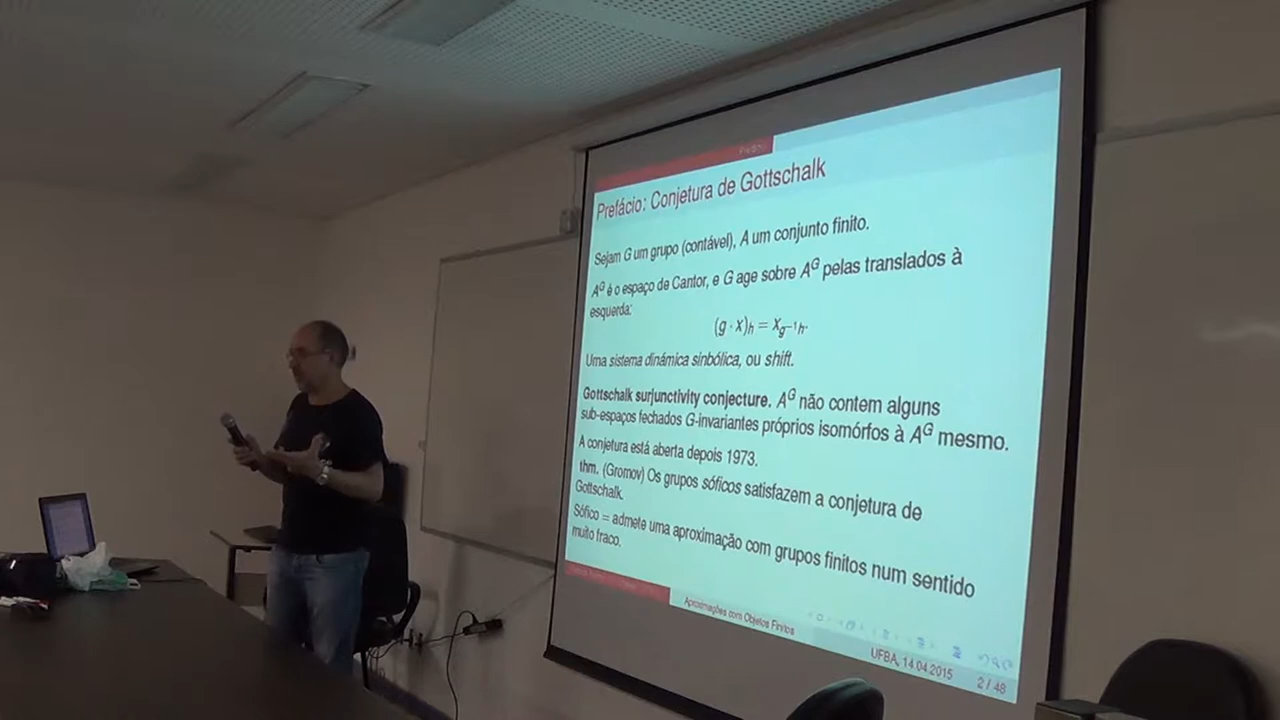 Prefácio: Conjetura de Gottschalk
Sejam G um grupo (contável), A um conjunto finito.
A^G é o espaço de Cantor, e G age sobre A^G pelas translados à
esquerda:
(g · x)_h = x_{g^{-1}h}.
Uma sistema dinámica sinbólica, ou shift.
Gottschalk surjunctivity conjecture. A^G não contem alguns
sub-espaços fechados G-invariantes próprios isomórfos à A^G mesmo.
A conjetura está aberta depois 1973.
thm. (Gromov) Os grupos sóficos satisfazem a conjetura de
Gottschalk.
Sófico = admete uma aproximação com grupos finitos num sentido
muito fraco.
Aproximações com Objetos Finitos
UFBA, 14.04.2015
2 / 48